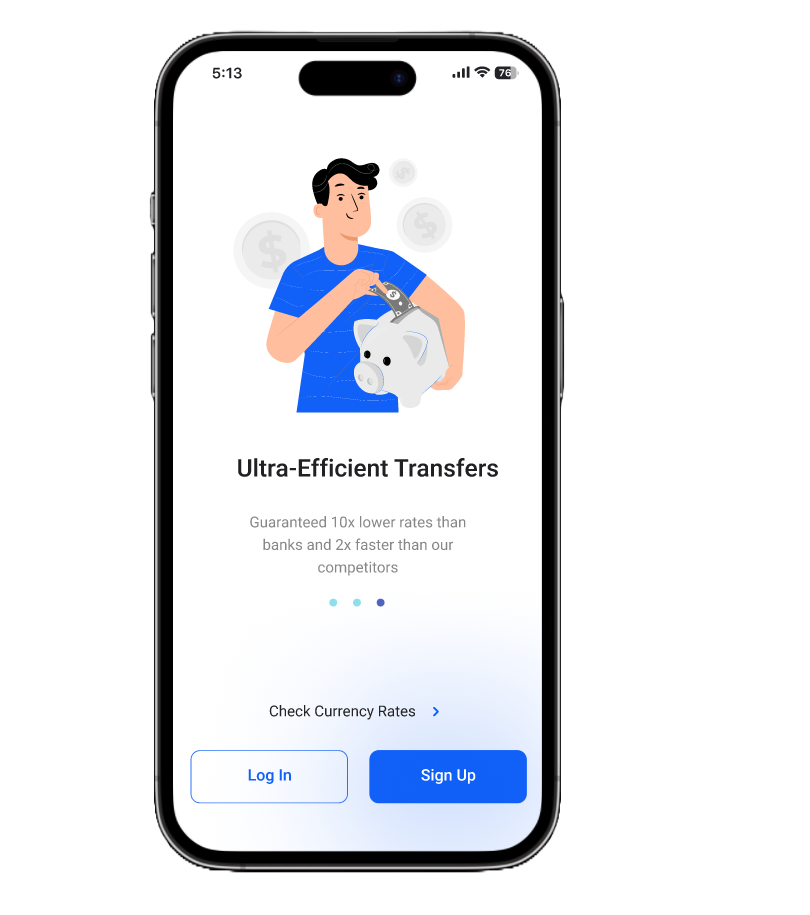 5:13
76
$
$
$
$
Ultra-Efficient Transfers
Guaranteed 10x lower rates than
banks and 2x faster than our
competitors
Check Currency Rates
Log In
Sign Up